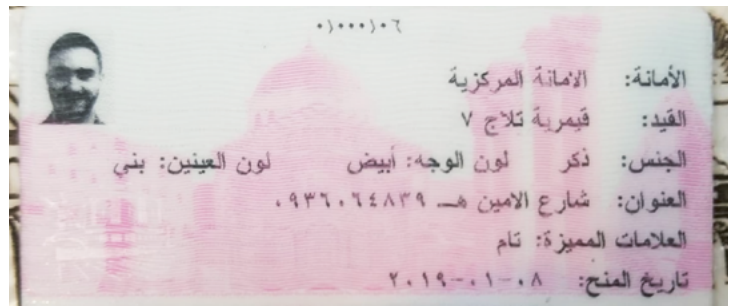 ٠١٠٠٠١٠٦
الأمانة: الامانة المركزية
القيد: قيمرية تلاج ٧
الجنس: ذكر لون الوجه: أبيض لون العينين: بني
العنوان: شارع الامين هــ ٠٩٣٦٠٦٤٨٣٩
العلامات المميزة: تام
تاريخ المنح: ٠٨-٠١-٢٠١٩